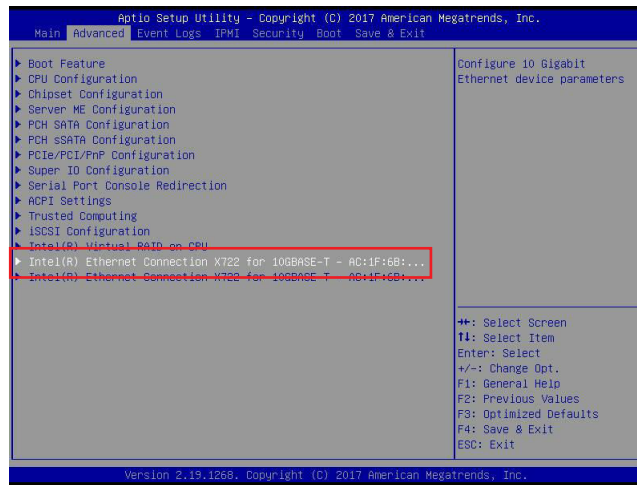 Aptio Setup Utility – Copyright (C) 2017 American Megatrends, Inc.
Main Advanced Event Logs IPMI Security Boot Save & Exit
Boot Feature
CPU Configuration
Chipset Configuration
Server ME Configuration
PCH SATA Configuration
PCH sSATA Configuration
PCIe/PCI/PnP Configuration
Super IO Configuration
Serial Port Console Redirection
ACPI Settings
Trusted Computing
iSCSI Configuration
Intel(R) Virtual RAID on CPU
Intel(R) Ethernet Connection X722 for 10GBASE-T - AC:1F:6B:...
Intel(R) Ethernet Connection X722 for 10GBASE-T - AC:1F:6B:...
Configure 10 Gigabit
Ethernet device parameters
→←: Select Screen
↑↓: Select Item
Enter: Select
+/-: Change Opt.
F1: General Help
F2: Previous Values
F3: Optimized Defaults
F4: Save & Exit
ESC: Exit
Version 2.19.1268. Copyright (C) 2017 American Megatrends, Inc.